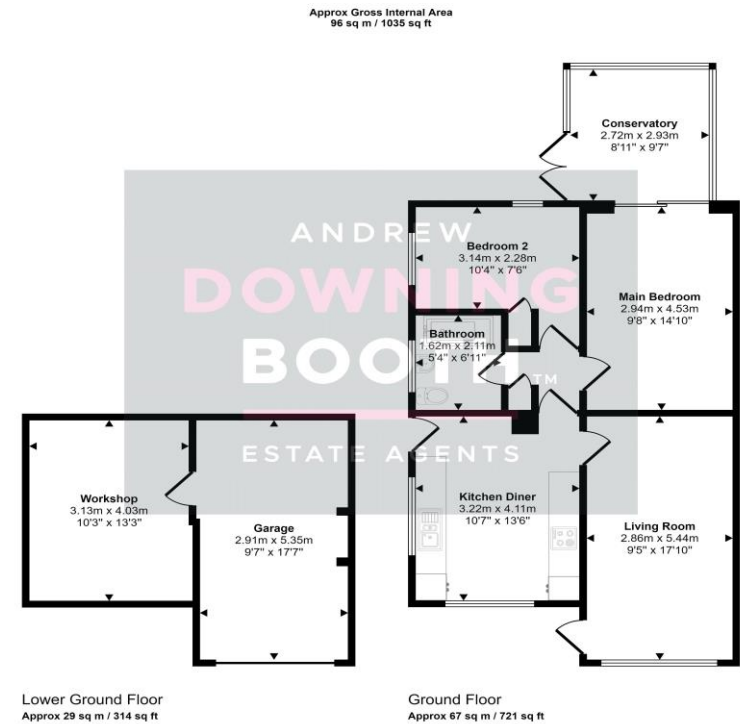 Approx Gross Internal Area
96 sq m / 1035 sq ft
Conservatory
2.72m x 2.93m
8'11" x 9'7"
ANDREW
DOWNING
BOOTH™
ESTATE AGENTS
Bedroom 2
3.14m x 2.28m
10'4" x 7'6"
Main Bedroom
2.94m x 4.53m
9'8" x 14'10"
Bathroom
1.62m x 2.11m
5'4" x 6'11"
Workshop
3.13m x 4.03m
10'3" x 13'3"
Garage
2.91m x 5.35m
9'7" x 17'7"
Kitchen Diner
3.22m x 4.11m
10'7" x 13'6"
Living Room
2.86m x 5.44m
9'5" x 17'10"
Lower Ground Floor
Approx 29 sq m / 314 sq ft
Ground Floor
Approx 67 sq m / 721 sq ft